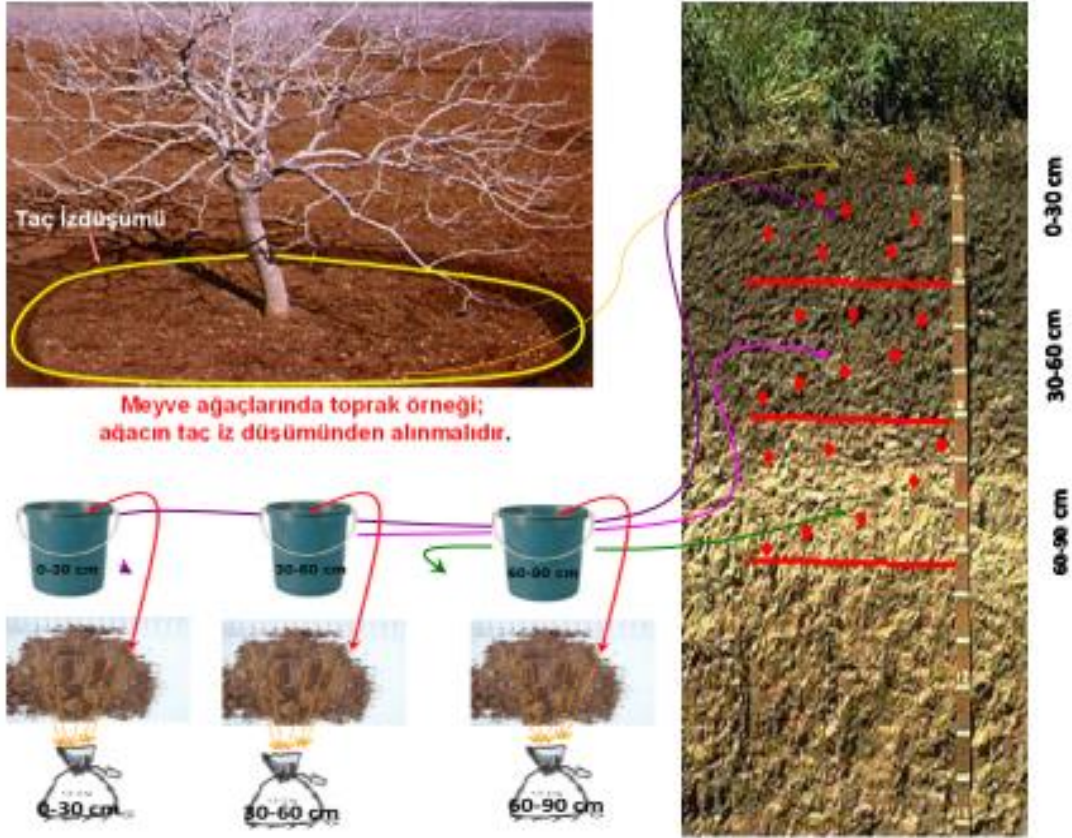 Taç İzdüşümü
Meyve ağaçlarında toprak örneği;
ağacın taç iz düşümünden alınmalıdır.
0-30 cm
30-60 cm
60-90 cm
0-30 cm
30-60 cm
60-90 cm
0-30 cm
30-60 cm
60-90 cm